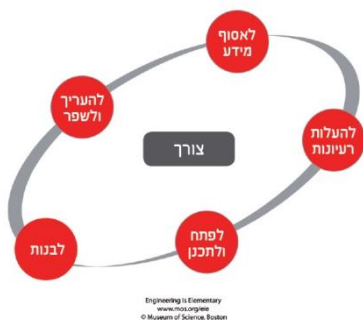 לאסוף
מידע
להעלות
רעיונות
לפתח
ולתכנן
לבנות
להעריך
ולשפר
צורך
Engineering is Elementary
www.mos.org/eie
© Museum of Science, Boston